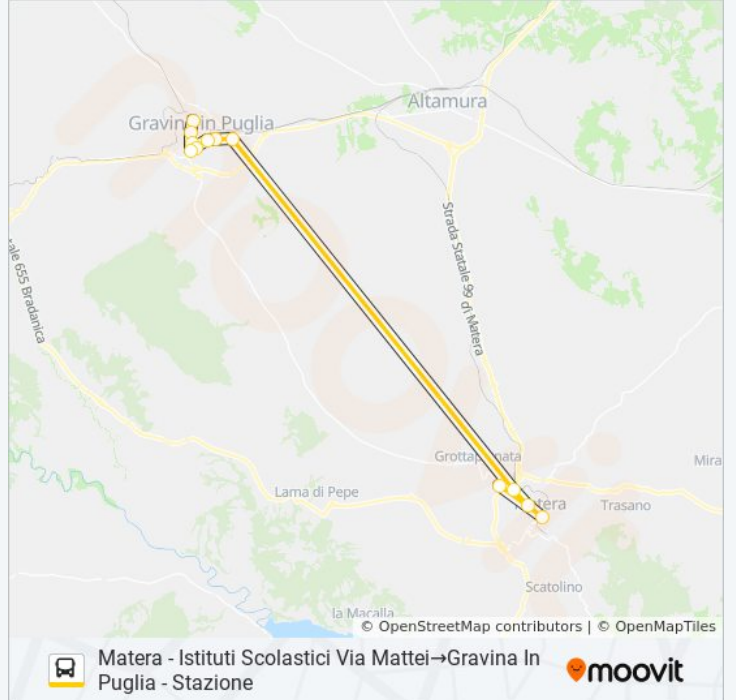 Altamura
Gravina in Puglia
Strada Statale 99 di Matera
ale 655 Bradanica
Grottapinata
Mira
Lama di Pepe
Matera
Trasano
Scatolino
la Macalla
© OpenStreetMap contributors | © OpenMapTiles
Matera - Istituti Scolastici Via Mattei→Gravina In
Puglia - Stazione
moovit